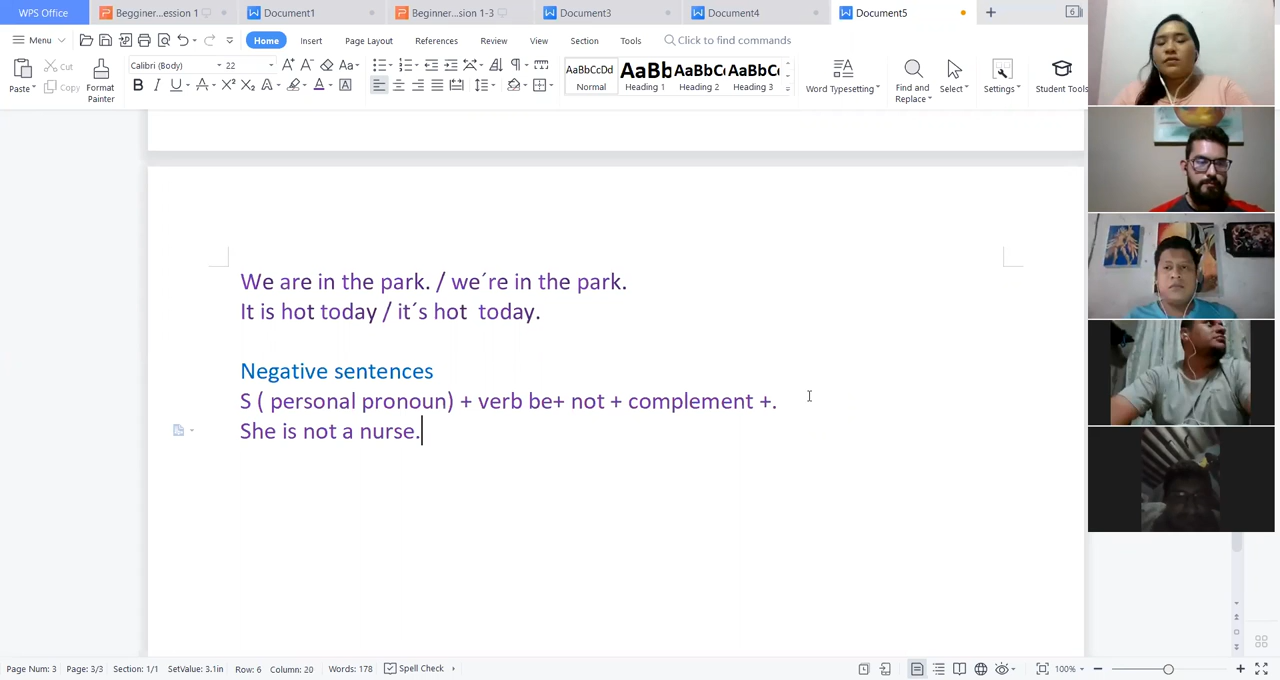 WPS Office Begginer...ession 1 Document1 Beginner...sion 1-3 Document3 Document4 Document5 + 6
Menu Home Insert Page Layout References Review View Section Tools Click to find commands
Paste Cut Copy Format Painter Calibri (Body) 22 AaBbCcDd Normal AaBb Heading 1 AaBbC Heading 2 AaBbC Heading 3 Word Typesetting Find and Replace Select Settings Student Tools
We are in the park. / we´re in the park.
It is hot today / it´s hot  today.
Negative sentences
S ( personal pronoun) + verb be+ not + complement +.
She is not a nurse.
Page Num: 3 Page: 3/3 Section: 1/1 SetValue: 3.1in Row: 6 Column: 20 Words: 178 Spell Check 100%